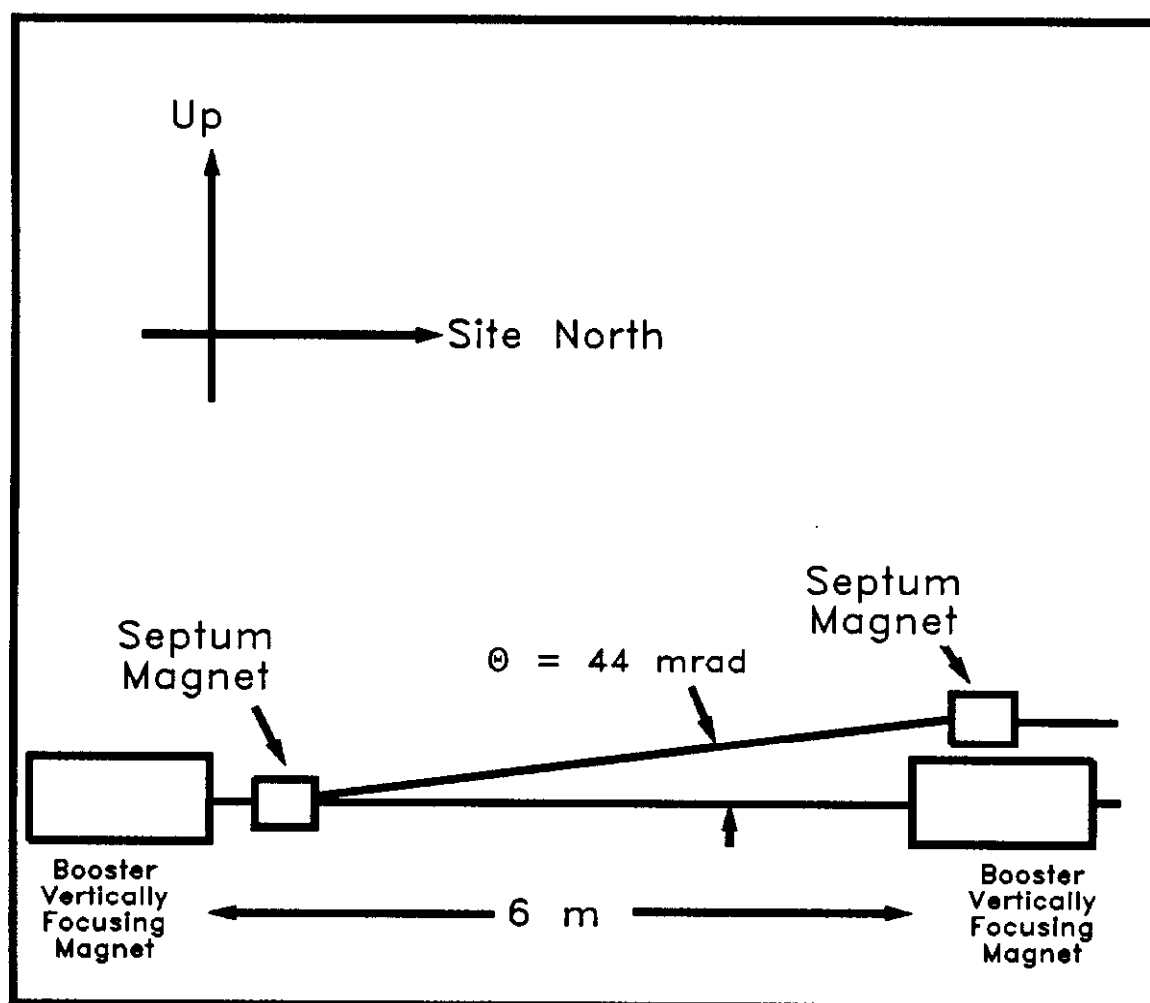 Up
Site North
Septum
Magnet
Septum
Magnet
Θ = 44 mrad
Booster
Vertically
Focusing
Magnet
6 m
Booster
Vertically
Focusing
Magnet